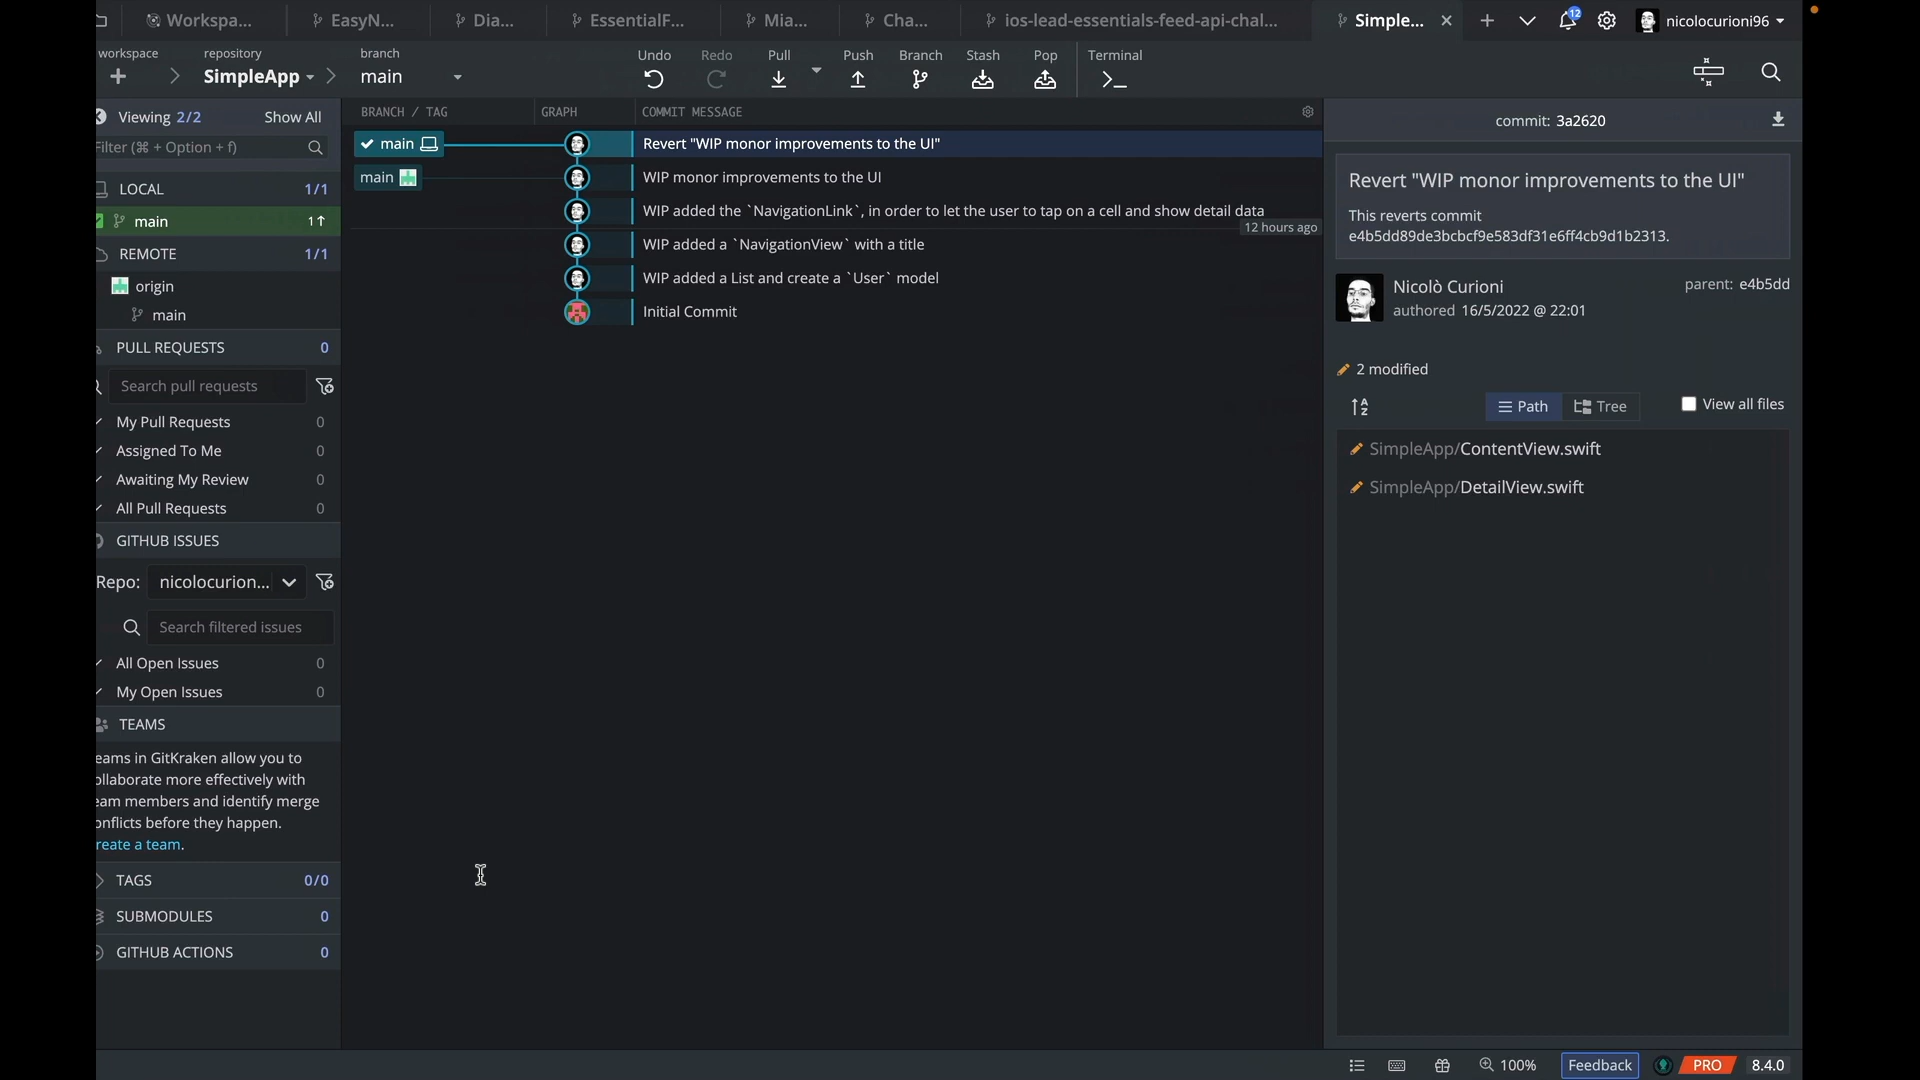 Workspa...
EasyN...
Dia...
EssentialF...
Mia...
Cha...
ios-lead-essentials-feed-api-chal...
Simple...
12
nicolocurioni96
workspace
repository
SimpleApp
branch
main
Undo
Redo
Pull
Push
Branch
Stash
Pop
Terminal
Viewing 2/2
Show All
Filter (⌘ + Option + f)
LOCAL 1/1
main 1↑
REMOTE 1/1
origin
main
PULL REQUESTS 0
Search pull requests
My Pull Requests 0
Assigned To Me 0
Awaiting My Review 0
All Pull Requests 0
GITHUB ISSUES
Repo: nicolocurion...
Search filtered issues
All Open Issues 0
My Open Issues 0
TEAMS
eams in GitKraken allow you to
ollaborate more effectively with
eam members and identify merge
onflicts before they happen.
reate a team.
TAGS 0/0
SUBMODULES 0
GITHUB ACTIONS 0
BRANCH / TAG GRAPH COMMIT MESSAGE
main Revert "WIP monor improvements to the UI"
main WIP monor improvements to the UI
WIP added the `NavigationLink`, in order to let the user to tap on a cell and show detail data
12 hours ago
WIP added a `NavigationView` with a title
WIP added a List and create a `User` model
Initial Commit
commit: 3a2620
Revert "WIP monor improvements to the UI"
This reverts commit
e4b5dd89de3bcbcf9e583df31e6ff4cb9d1b2313.
Nicolò Curioni
parent: e4b5dd
authored 16/5/2022 @ 22:01
2 modified
Path
Tree
View all files
SimpleApp/ContentView.swift
SimpleApp/DetailView.swift
100%
Feedback
PRO
8.4.0